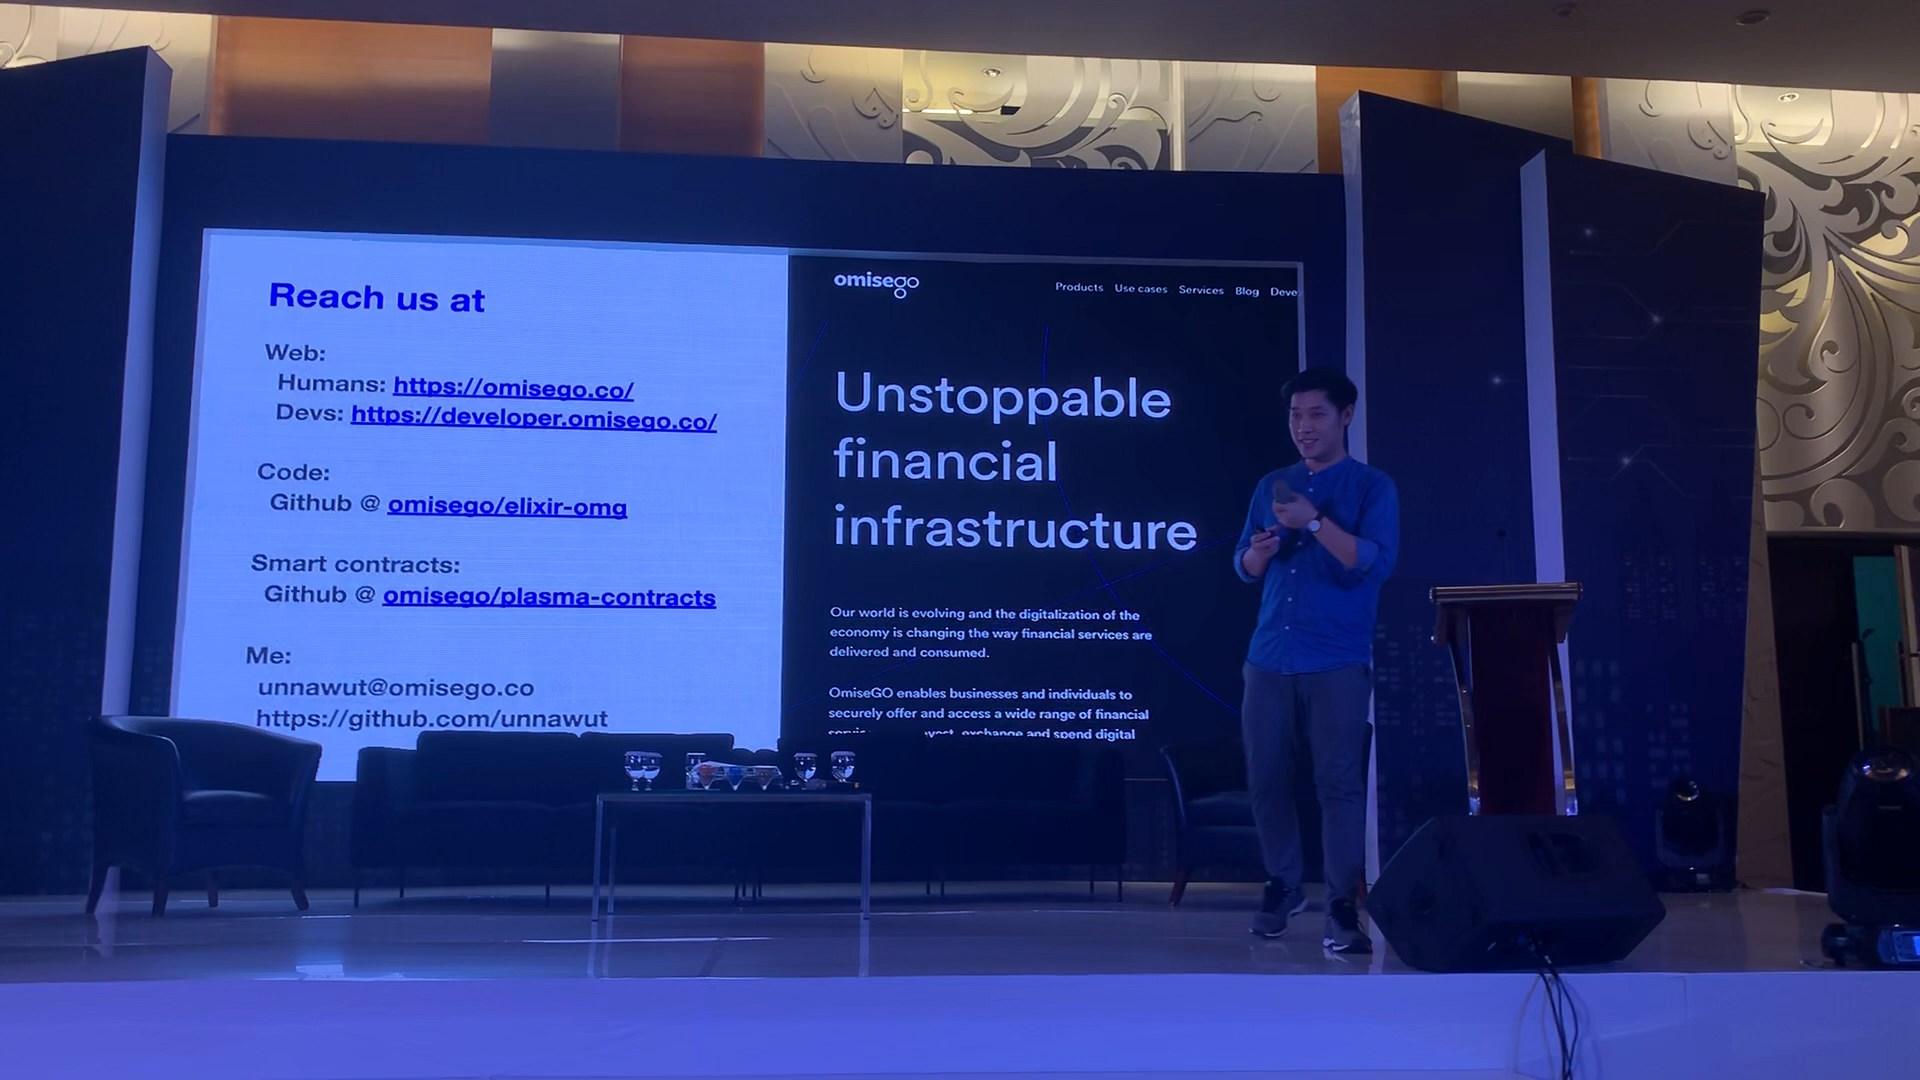 Reach us at
Web:
Humans: https://omisego.co/
Devs: https://developer.omisego.co/
Code:
Github @ omisego/elixir-omg
Smart contracts:
Github @ omisego/plasma-contracts
Me:
unnawut@omisego.co
https://github.com/unnawut
omisego
Products Use cases Services Blog Deve
Unstoppable
financial
infrastructure
Our world is evolving and the digitalization of the
economy is changing the way financial services are
delivered and consumed.
OmiseGO enables businesses and individuals to
securely offer and access a wide range of financial
exchange and spend digital